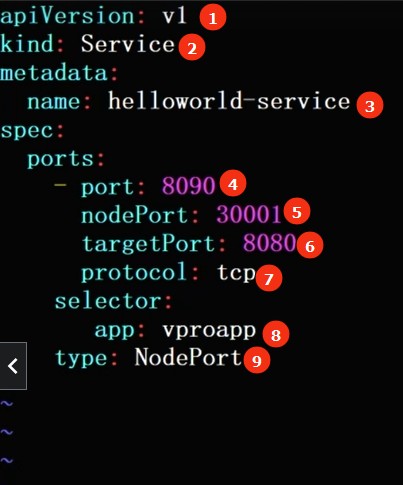 apiVersion: v1 1
kind: Service 2
metadata:
  name: helloworld-service 3
spec:
  ports:
    - port: 8090 4
      nodePort: 30001 5
      targetPort: 8080 6
      protocol: tcp 7
    selector:
       app: vproapp 8
    type: NodePort 9
~
~
~